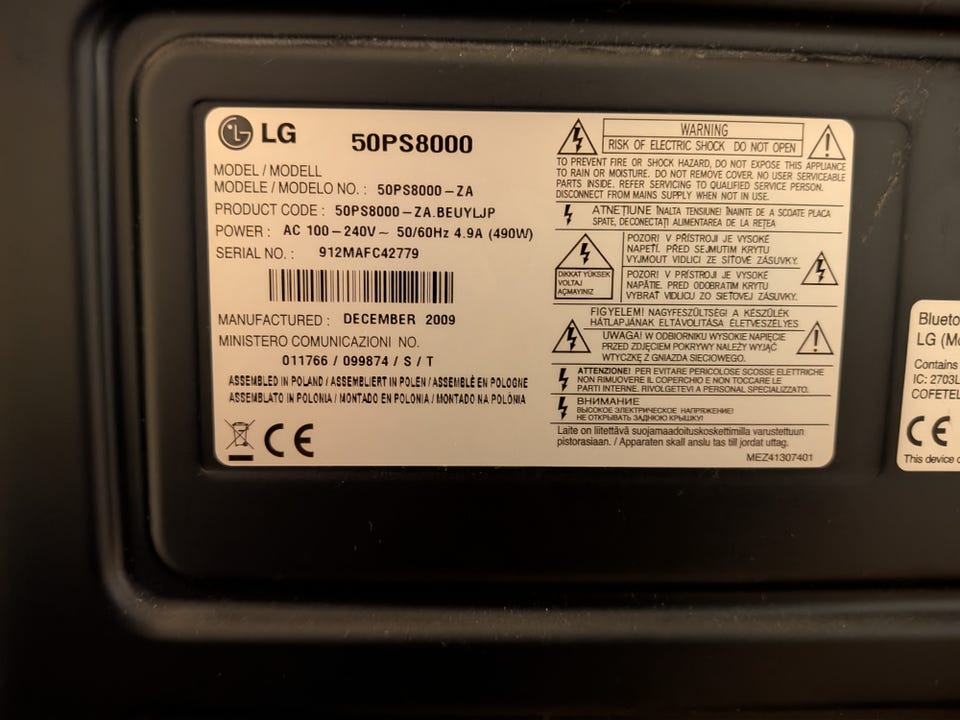 LG 50PS8000
MODEL / MODELL
MODELE / MODELO NO. : 50PS8000-ZA
PRODUCT CODE : 50PS8000-ZA.BEUYLJP
POWER : AC 100-240V~ 50/60Hz 4.9A (490W)
SERIAL NO. : 912MAFC42779
MANUFACTURED : DECEMBER 2009
MINISTERO COMUNICAZIONI NO.
011766 / 099874 / S / T
ASSEMBLED IN POLAND / ASSEMBLIERT IN POLEN / ASSEMBLÉ EN POLOGNE
ASSEMBLATO IN POLONIA / MONTADO EN POLONIA / MONTADO NA POLÓNIA
CE
WARNING
RISK OF ELECTRIC SHOCK DO NOT OPEN
TO PREVENT FIRE OR SHOCK HAZARD, DO NOT EXPOSE THIS APPLIANCE
TO RAIN OR MOISTURE. DO NOT REMOVE COVER. NO USER SERVICEABLE
PARTS INSIDE. REFER SERVICING TO QUALIFIED SERVICE PERSON.
DISCONNECT FROM MAINS SUPPLY WHEN NOT IN USE.
ATNEŢIUNE ÎNALTA TENSIUNE! ÎNAINTE DE A SCOATE PLACA
SPATE, DECONECTAŢI ALIMENTAREA DE LA REŢEA
DIKKAT YÜKSEK
VOLTAJ
AÇMAYINIZ
POZOR! V PŘÍSTROJI JE VYSOKÉ
NAPĚTÍ. PŘED SEJMUTIM KRYTU
VYJMOUT VIDLICI ZE SÍŤOVÉ ZÁSUVKY.
POZOR! V PRÍSTROJI JE VYSOKÉ
NAPÄTIE. PRED ODOBRATIM KRYTU
VYBRAŤ VIDLICU ZO SIEŤOVEJ ZÁSUVKY.
FIGYELEM! NAGYFESZÜLTSÉG! A KÉSZÜLÉK
HÁTLAPJÁNAK ELTÁVOLÍTÁSA ÉLETVESZÉLYES
UWAGA! W ODBIORNIKU WYSOKIE NAPIĘCIE
PRZED ZDJĘCIEM POKRYWY NALEŻY WYJĄĆ
WTYCZKĘ Z GNIAZDA SIECIOWEGO.
ATTENZIONE! PER EVITARE PERICOLOSE SCOSSE ELETTRICHE
NON RIMUOVERE IL COPERCHIO E NON TOCCARE LE
PARTI INTERNE. RIVOLGETEVI A PERSONAL SPECIALIZZATO.
ВНИМАНИЕ
ВЫСОКОЕ ЭЛЕКТРИЧЕСКОЕ НАПРЯЖЕНИЕ!
НЕ ОТКРЫВАТЬ ЗАДНЮЮ КРЫШКУ!
Laite on liitettävä suojamaadoituskoskettimilla varustettuun
pistorasiaan. / Apparaten skall anslu tas till jordat uttag.
MEZ41307401
Blueto
LG (Mo
Contains
IC: 2703L
COFETEL
CE
This device c